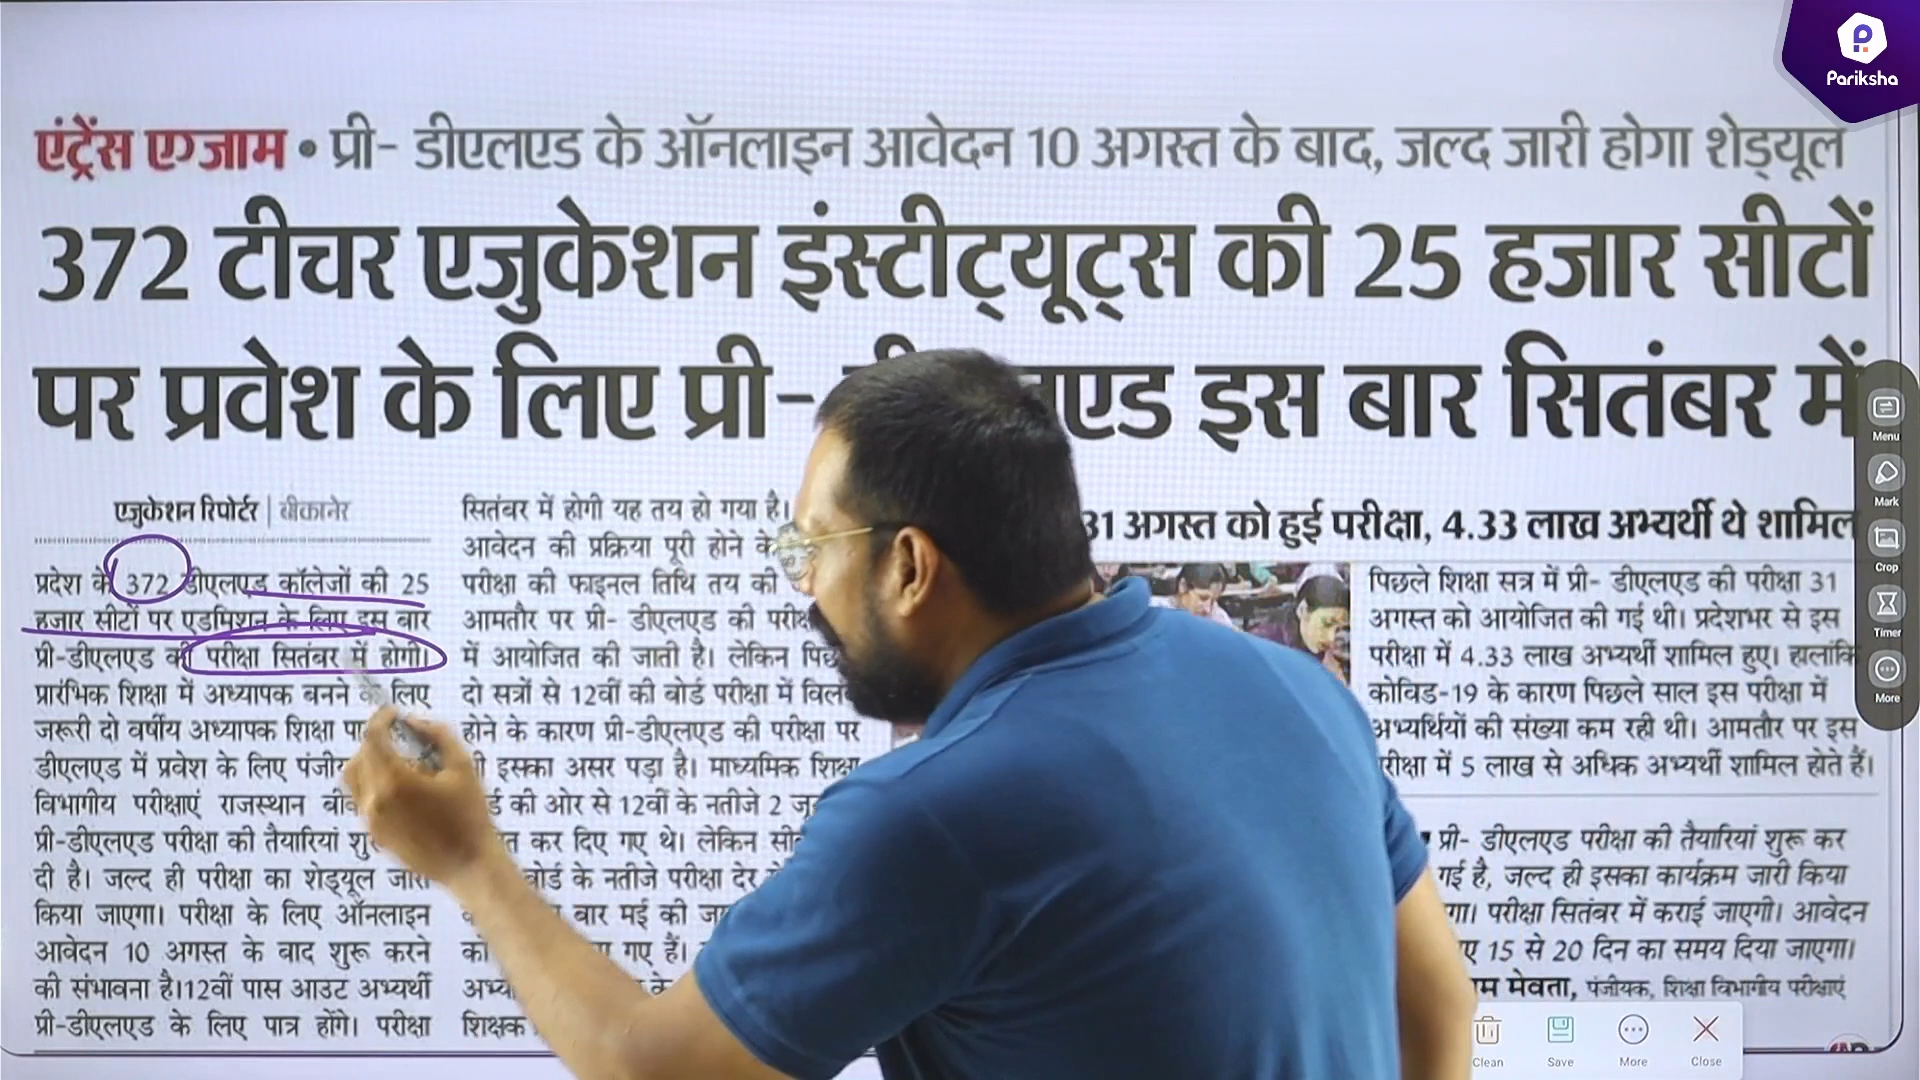 Pariksha
एंट्रेंस एग्जाम • प्री- डीएलएड के ऑनलाइन आवेदन 10 अगस्त के बाद, जल्द जारी होगा शेड्यूल
372 टीचर एजुकेशन इंस्टीट्यूट्स की 25 हजार सीटों
पर प्रवेश के लिए प्री- इस बार सितंबर में
एजुकेशन रिपोर्टर | बीकानेर
प्रदेश के 372 डीएलएड कॉलेजों की 25
हजार सीटों पर एडमिशन के लिए इस बार
प्री-डीएलएड की परीक्षा सितंबर में होगी।
प्रारंभिक शिक्षा में अध्यापक बनने के लिए
जरूरी दो वर्षीय अध्यापक शिक्षा
डीएलएड में प्रवेश के लिए
विभागीय परीक्षाएं राजस्थान
प्री-डीएलएड परीक्षा की तैयारियां
दी है। जल्द ही परीक्षा का शेड्यूल जारी
किया जाएगा। परीक्षा के लिए ऑनलाइन
आवेदन 10 अगस्त के बाद शुरू करने
की संभावना है।12वीं पास आउट अभ्यर्थी
प्री-डीएलएड के लिए पात्र होंगे। परीक्षा
सितंबर में होगी यह तय हो गया है।
आवेदन की प्रक्रिया पूरी होने के
परीक्षा की फाइनल तिथि तय की
आमतौर पर प्री- डीएलएड की
में आयोजित की जाती है। लेकिन
दो सत्रों से 12वीं की बोर्ड परीक्षा में
होने के कारण प्री-डीएलएड की परीक्षा पर
इसका असर पड़ा है। माध्यमिक शिक्षा
की ओर से 12वीं के नतीजे 2
कर दिए गए थे। लेकिन
बोर्ड के नतीजे परीक्षा देर
बार मई की
गए हैं।
के
शिक्षक
31 अगस्त को हुई परीक्षा, 4.33 लाख अभ्यर्थी थे शामिल
पिछले शिक्षा सत्र में प्री- डीएलएड की परीक्षा 31
अगस्त को आयोजित की गई थी। प्रदेशभर से इस
परीक्षा में 4.33 लाख अभ्यर्थी शामिल हुए। हालांकि
कोविड-19 के कारण पिछले साल इस परीक्षा में
अभ्यर्थियों की संख्या कम रही थी। आमतौर पर इस
परीक्षा में 5 लाख से अधिक अभ्यर्थी शामिल होते हैं।
प्री- डीएलएड परीक्षा की तैयारियां शुरू कर
गई है, जल्द ही इसका कार्यक्रम जारी किया
परीक्षा सितंबर में कराई जाएगी। आवेदन
15 से 20 दिन का समय दिया जाएगा।
पंजीयक, शिक्षा विभागीय परीक्षाएं
Menu
Mark
Crop
Timer
More
Clean
Save
More
Close